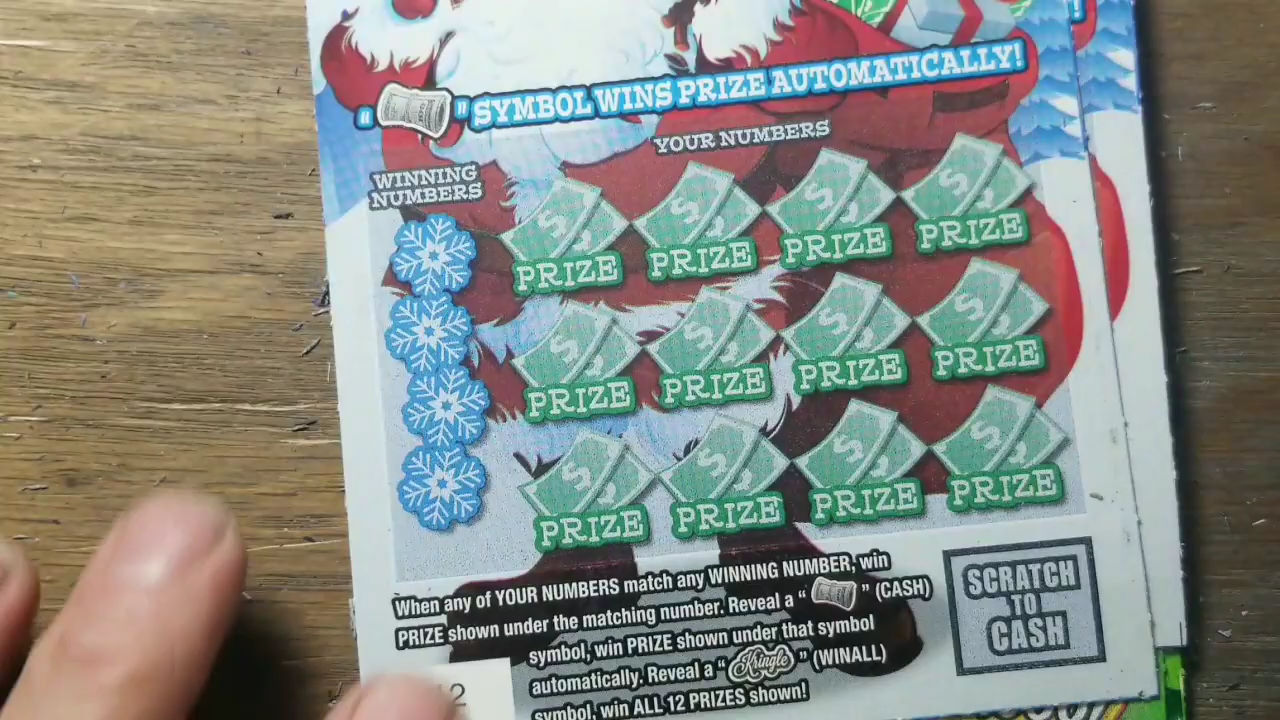 " " SYMBOL WINS PRIZE AUTOMATICALLY!
YOUR NUMBERS
WINNING
NUMBERS
PRIZE PRIZE PRIZE PRIZE
PRIZE PRIZE PRIZE PRIZE
PRIZE PRIZE PRIZE PRIZE
When any of YOUR NUMBERS match any WINNING NUMBER, win
PRIZE shown under the matching number. Reveal a " " (CASH)
symbol, win PRIZE shown under that symbol
automatically. Reveal a "Kringle" (WINALL)
symbol, win ALL 12 PRIZES shown!
SCRATCH
TO
CASH
12